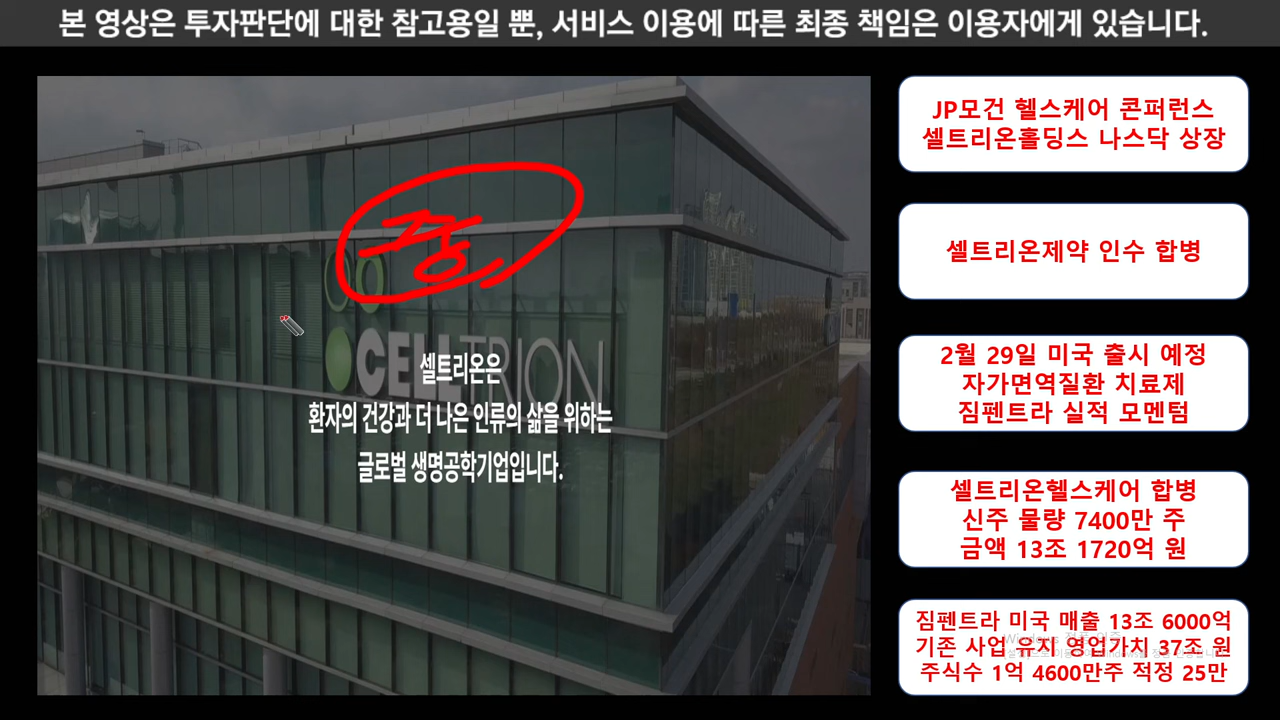 본 영상은 투자판단에 대한 참고용일 뿐, 서비스 이용에 따른 최종 책임은 이용자에게 있습니다.
CELLTRION
셀트리온은
환자의 건강과 더 나은 인류의 삶을 위하는
글로벌 생명공학기업입니다.
JP모건 헬스케어 콘퍼런스
셀트리온홀딩스 나스닥 상장
셀트리온제약 인수 합병
2월 29일 미국 출시 예정
자가면역질환 치료제
짐펜트라 실적 모멘텀
셀트리온헬스케어 합병
신주 물량 7400만 주
금액 13조 1720억 원
짐펜트라 미국 매출 13조 6000억
기존 사업 유지 영업가치 37조 원
주식수 1억 4600만주 적정 25만
Windows 정품 인증